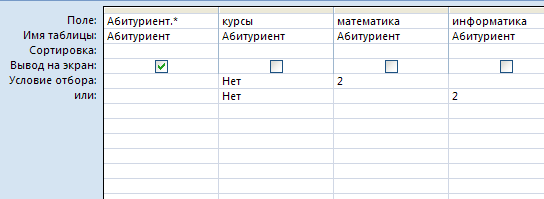 Поле: Абитуриент.* курсы математика информатика
Имя таблицы: Абитуриент Абитуриент Абитуриент Абитуриент
Сортировка:
Вывод на экран:
Условие отбора: Нет 2
или: Нет 2